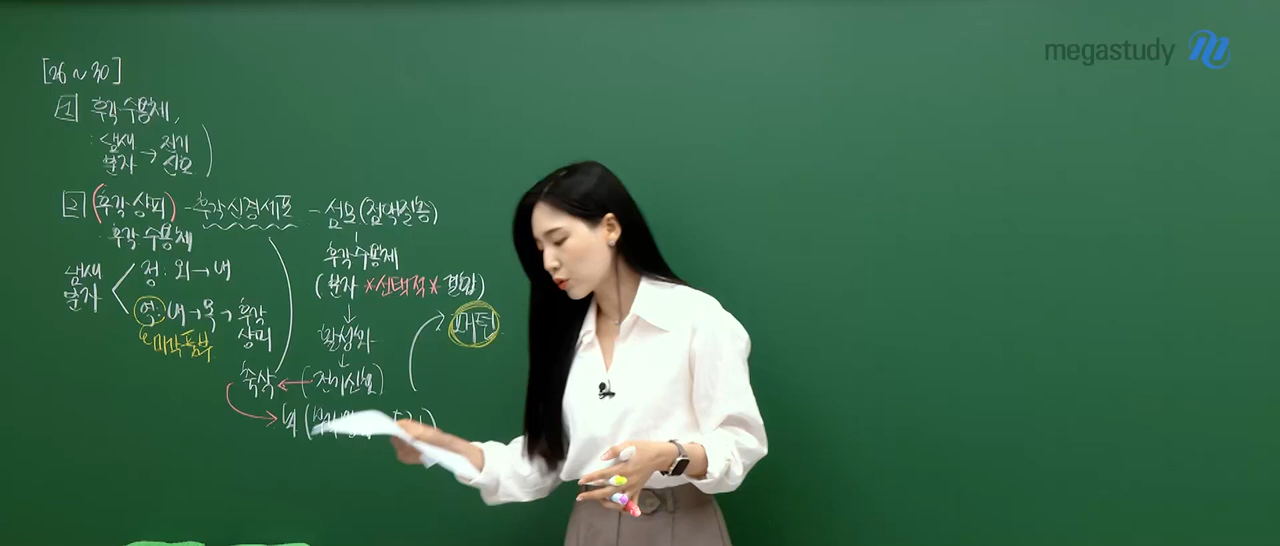 megastudy
[26~30]
1 후각 수용체,
: 냄새 분자 → 전기 신호
2 (후각 상피) - 후각신경세포 - 섬모(점막질층)
후각 수용체
후각 수용체
(분자 *선택적* 결합)
냄새 분자
정: 외→내
역: 내→목→후각 상피
미각 풍부
활성화
↓
(전기신호)
축삭
패턴
뇌